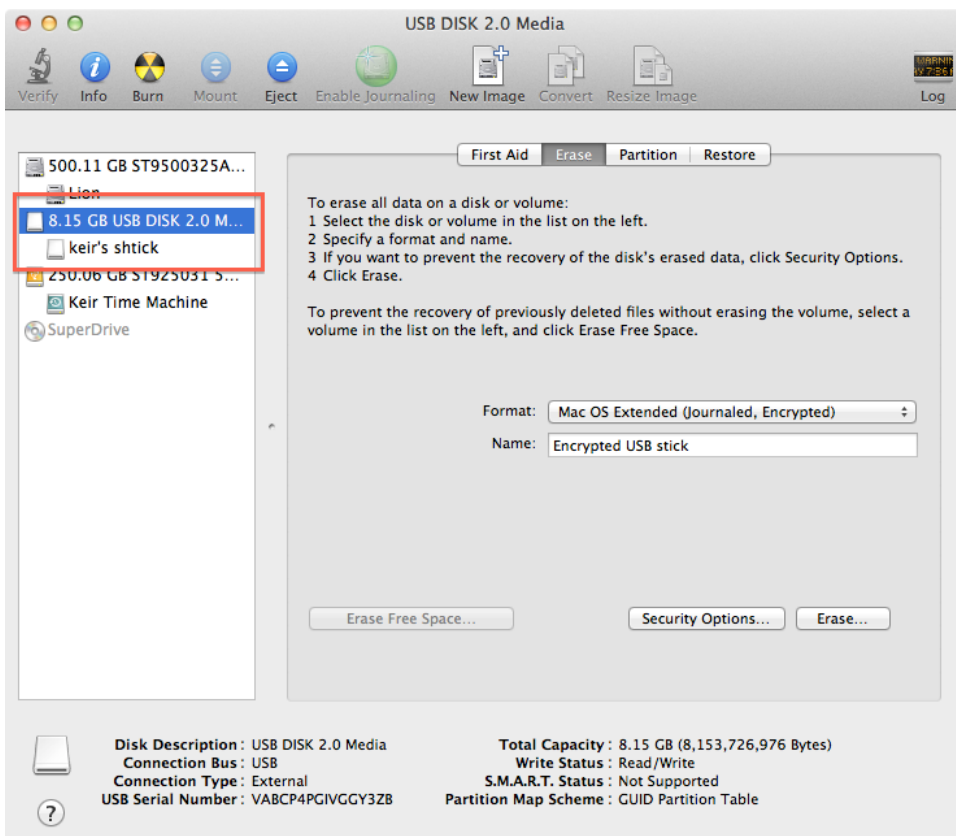 USB DISK 2.0 Media
Verify Info Burn Mount Eject Enable Journaling New Image Convert Resize Image Log
500.11 GB ST9500325A...
Lion
8.15 GB USB DISK 2.0 M...
keir's shtick
250.06 GB ST925031 5...
Keir Time Machine
SuperDrive
First Aid Erase Partition Restore
To erase all data on a disk or volume:
1 Select the disk or volume in the list on the left.
2 Specify a format and name.
3 If you want to prevent the recovery of the disk's erased data, click Security Options.
4 Click Erase.
To prevent the recovery of previously deleted files without erasing the volume, select a
volume in the list on the left, and click Erase Free Space.
Format: Mac OS Extended (Journaled, Encrypted)
Name: Encrypted USB stick
Erase Free Space... Security Options... Erase...
Disk Description : USB DISK 2.0 Media
Connection Bus : USB
Connection Type : External
USB Serial Number : VABCP4PGIVGGY3ZB
Total Capacity : 8.15 GB (8,153,726,976 Bytes)
Write Status : Read/Write
S.M.A.R.T. Status : Not Supported
Partition Map Scheme : GUID Partition Table
?